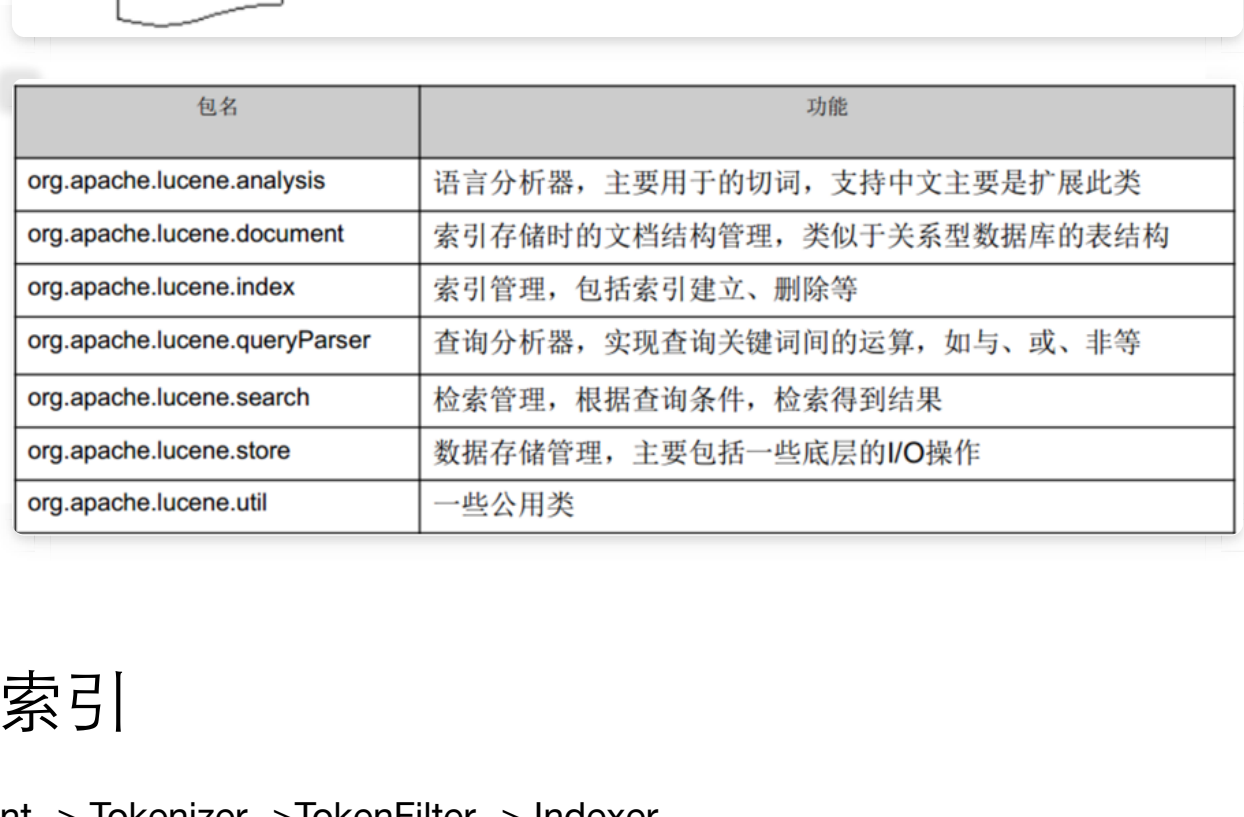 包名 功能
org.apache.lucene.analysis 语言分析器，主要用于的切词，支持中文主要是扩展此类
org.apache.lucene.document 索引存储时的文档结构管理，类似于关系型数据库的表结构
org.apache.lucene.index 索引管理，包括索引建立、删除等
org.apache.lucene.queryParser 查询分析器，实现查询关键词间的运算，如与、或、非等
org.apache.lucene.search 检索管理，根据查询条件，检索得到结果
org.apache.lucene.store 数据存储管理，主要包括一些底层的I/O操作
org.apache.lucene.util 一些公用类
索引
nt -> Tokenizer ->TokenFilter -> Indexer